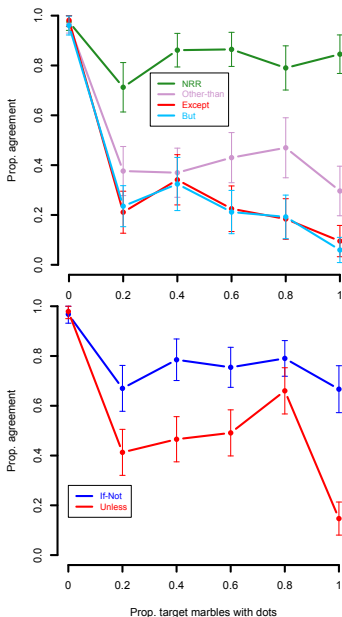 Prop. agreement
0.0
0.2
0.4
0.6
0.8
1.0
NRR
Other-than
Except
But
0
0.2
0.4
0.6
0.8
1
Prop. agreement
0.0
0.2
0.4
0.6
0.8
1.0
If-Not
Unless
0
0.2
0.4
0.6
0.8
1
Prop. target marbles with dots